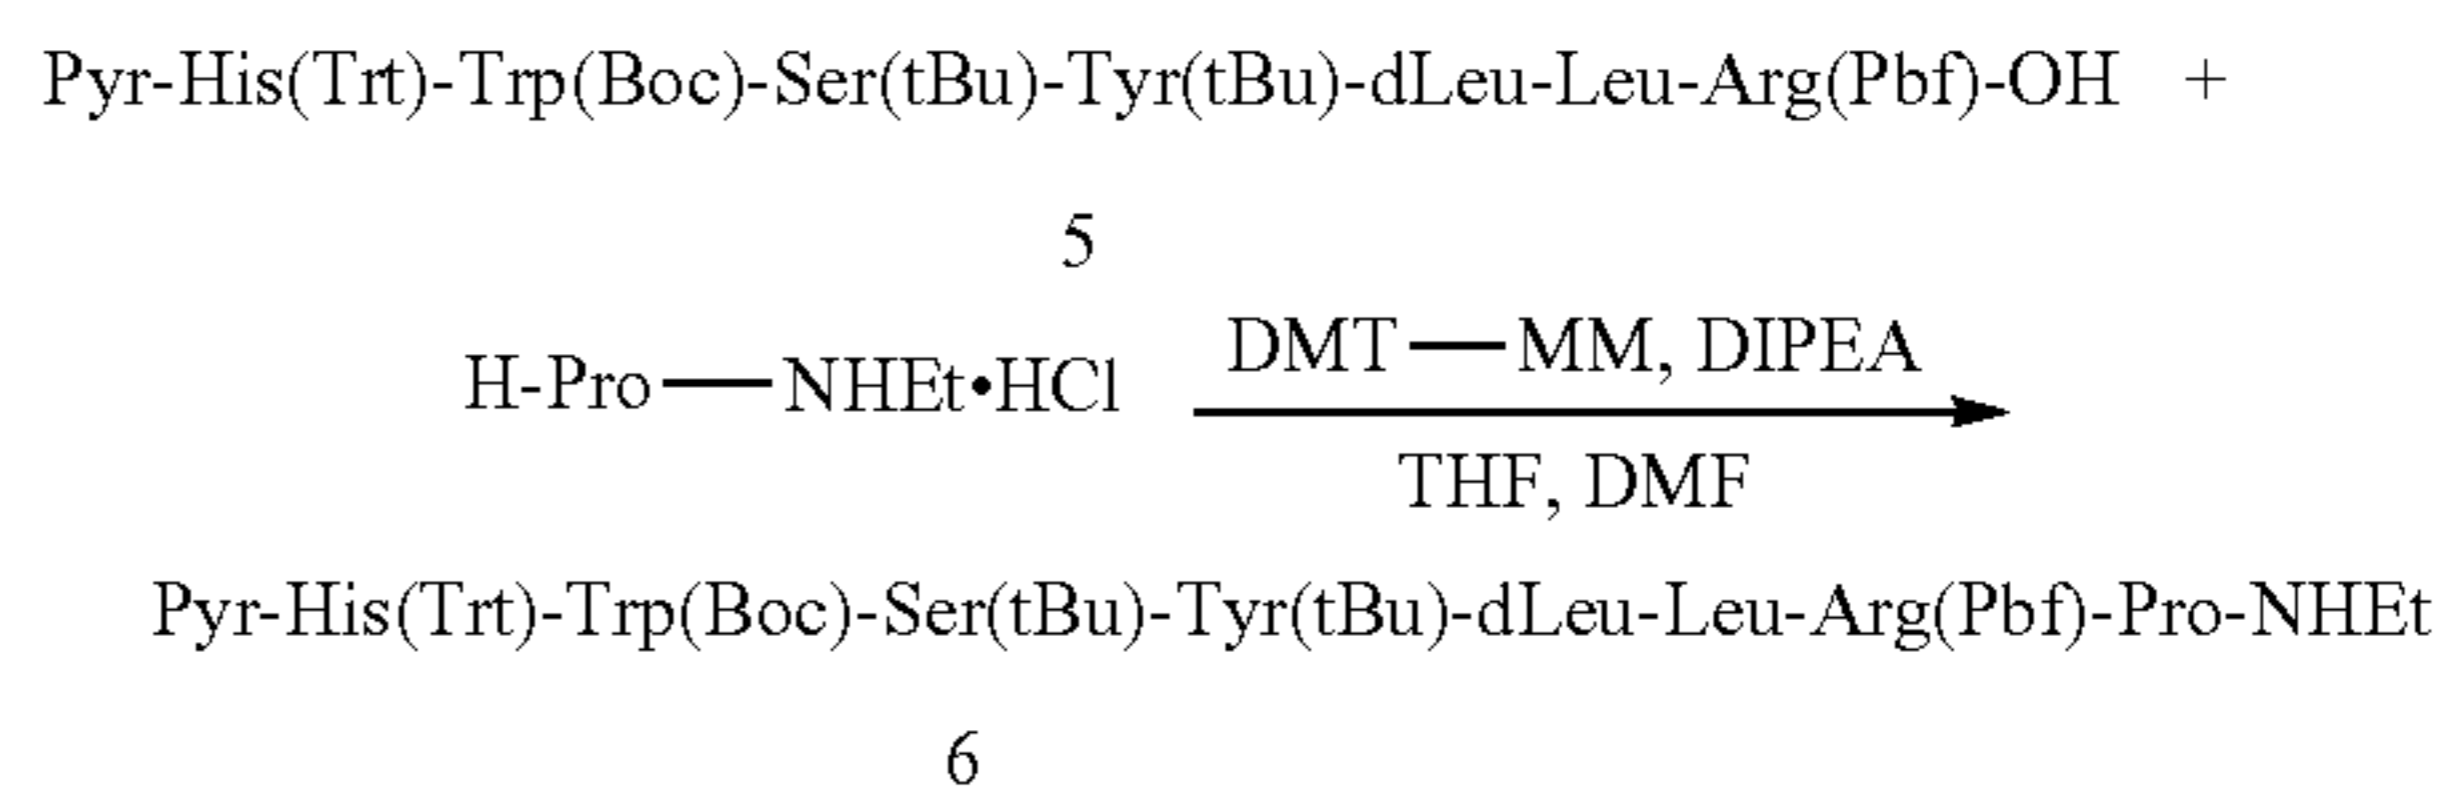 Pyr-His(Trt)-Trp(Boc)-Ser(tBu)-Tyr(tBu)-dLeu-Leu-Arg(Pbf)-OH +
5
H-Pro—NHEt•HCl
DMT—MM, DIPEA
THF, DMF
Pyr-His(Trt)-Trp(Boc)-Ser(tBu)-Tyr(tBu)-dLeu-Leu-Arg(Pbf)-Pro-NHEt
6